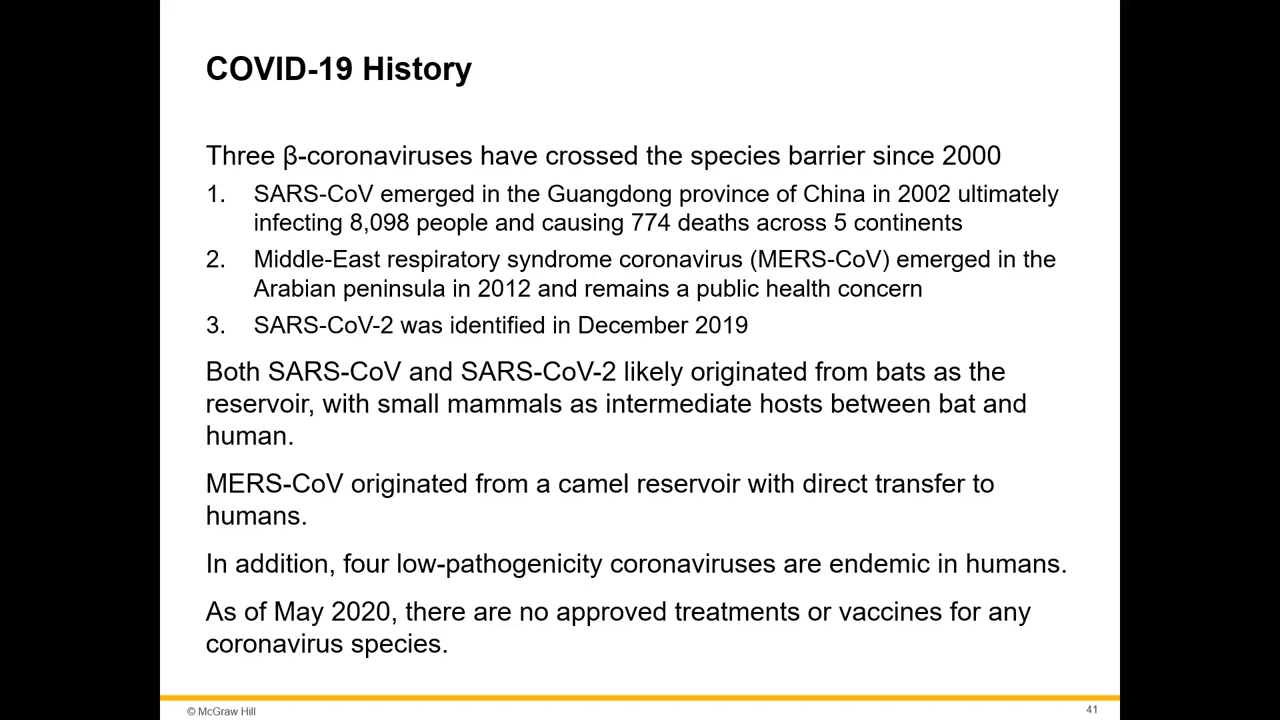 COVID-19 History
Three β-coronaviruses have crossed the species barrier since 2000
1. SARS-CoV emerged in the Guangdong province of China in 2002 ultimately
infecting 8,098 people and causing 774 deaths across 5 continents
2. Middle-East respiratory syndrome coronavirus (MERS-CoV) emerged in the
Arabian peninsula in 2012 and remains a public health concern
3. SARS-CoV-2 was identified in December 2019
Both SARS-CoV and SARS-CoV-2 likely originated from bats as the
reservoir, with small mammals as intermediate hosts between bat and
human.
MERS-CoV originated from a camel reservoir with direct transfer to
humans.
In addition, four low-pathogenicity coronaviruses are endemic in humans.
As of May 2020, there are no approved treatments or vaccines for any
coronavirus species.
© McGraw Hill
41